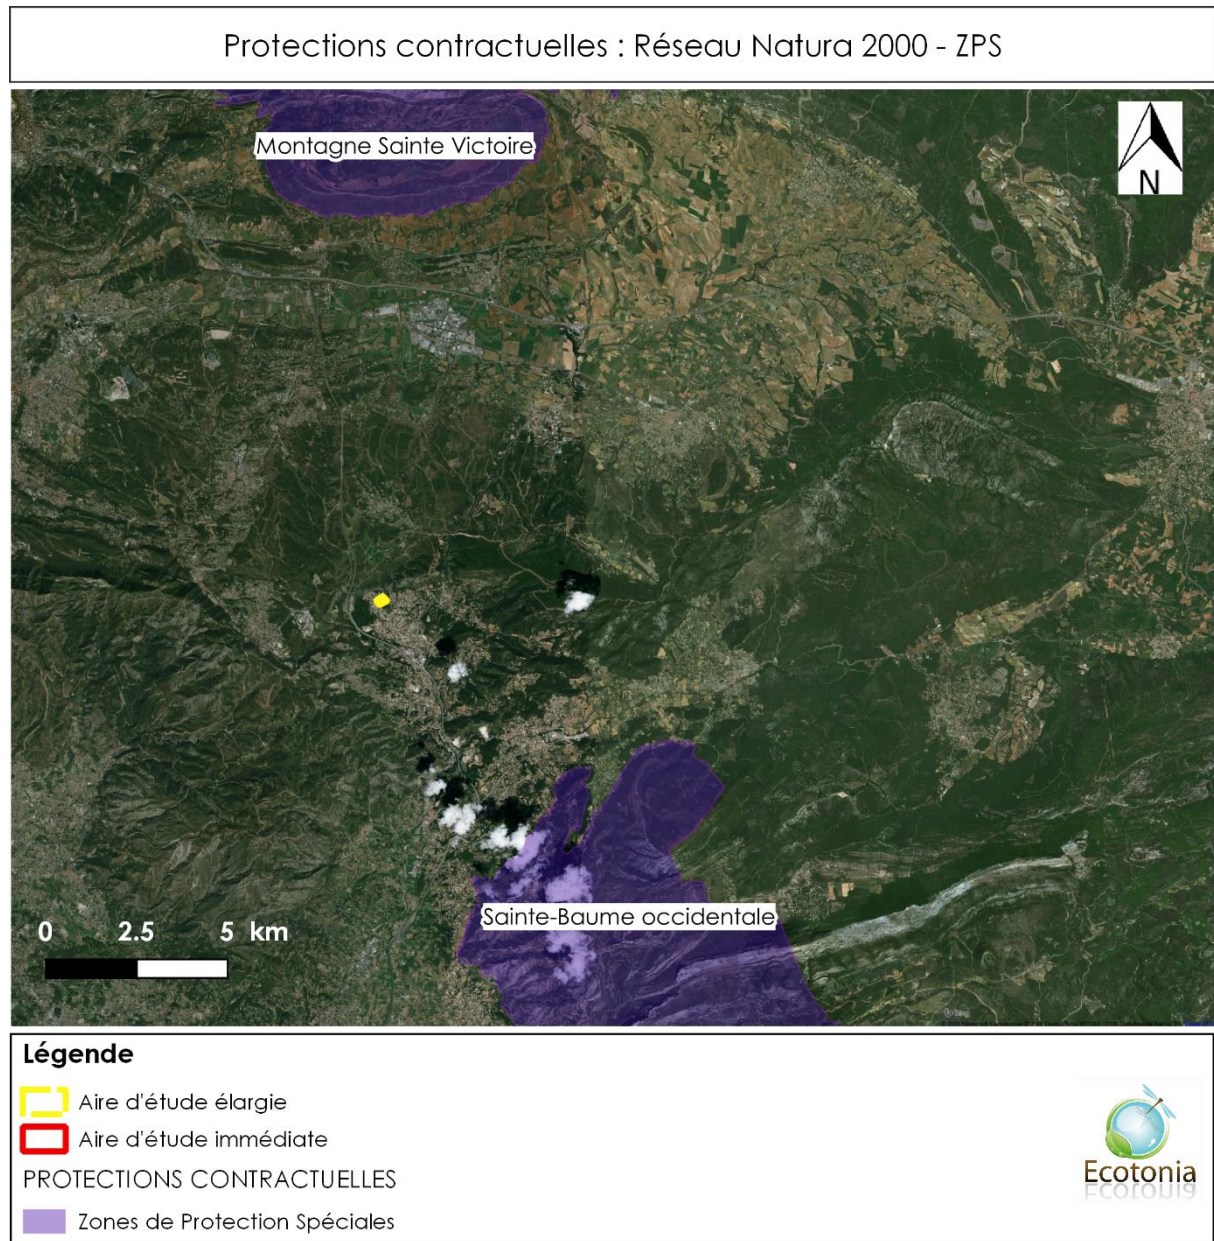 Protections contractuelles : Réseau Natura 2000 - ZPS
Montagne Sainte Victoire
N
Sainte-Baume occidentale
0 2.5 5 km
Légende
Aire d'étude élargie
Aire d'étude immédiate
PROTECTIONS CONTRACTUELLES
Zones de Protection Spéciales
Ecotonia